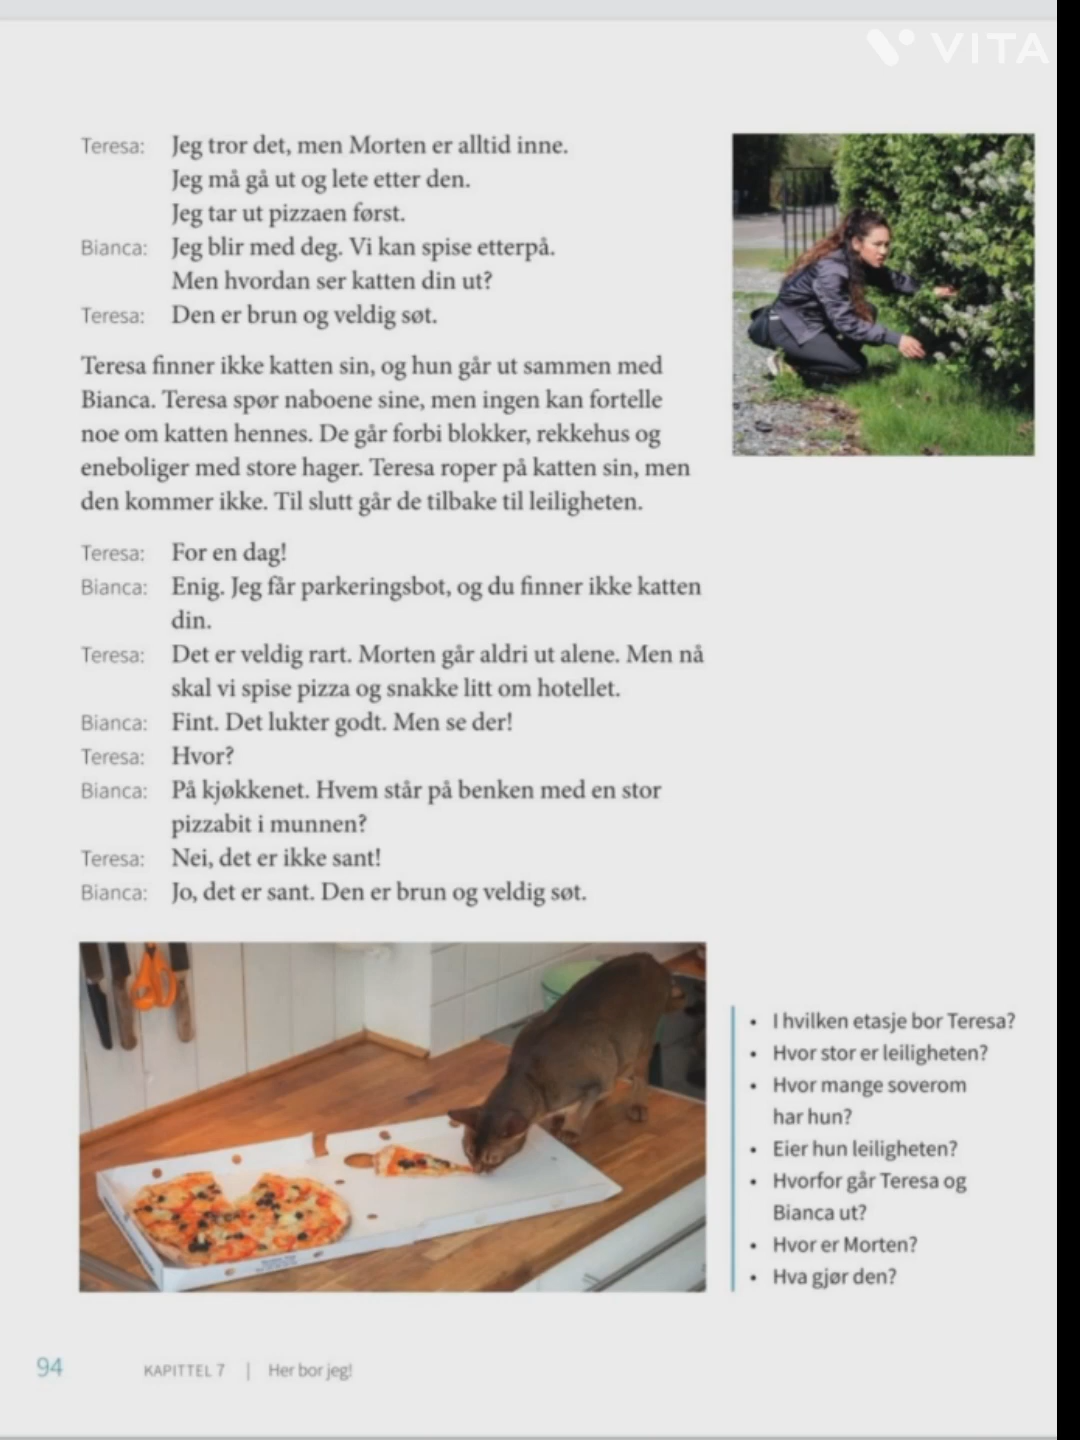 VITA
Teresa: Jeg tror det, men Morten er alltid inne.
Jeg må gå ut og lete etter den.
Jeg tar ut pizzaen først.
Bianca: Jeg blir med deg. Vi kan spise etterpå.
Men hvordan ser katten din ut?
Teresa: Den er brun og veldig søt.
Teresa finner ikke katten sin, og hun går ut sammen med
Bianca. Teresa spør naboene sine, men ingen kan fortelle
noe om katten hennes. De går forbi blokker, rekkehus og
eneboliger med store hager. Teresa roper på katten sin, men
den kommer ikke. Til slutt går de tilbake til leiligheten.
Teresa: For en dag!
Bianca: Enig. Jeg får parkeringsbot, og du finner ikke katten
din.
Teresa: Det er veldig rart. Morten går aldri ut alene. Men nå
skal vi spise pizza og snakke litt om hotellet.
Bianca: Fint. Det lukter godt. Men se der!
Teresa: Hvor?
Bianca: På kjøkkenet. Hvem står på benken med en stor
pizzabit i munnen?
Teresa: Nei, det er ikke sant!
Bianca: Jo, det er sant. Den er brun og veldig søt.
• I hvilken etasje bor Teresa?
• Hvor stor er leiligheten?
• Hvor mange soverom
har hun?
• Eier hun leiligheten?
• Hvorfor går Teresa og
Bianca ut?
• Hvor er Morten?
• Hva gjør den?
94 KAPITTEL 7 | Her bor jeg!